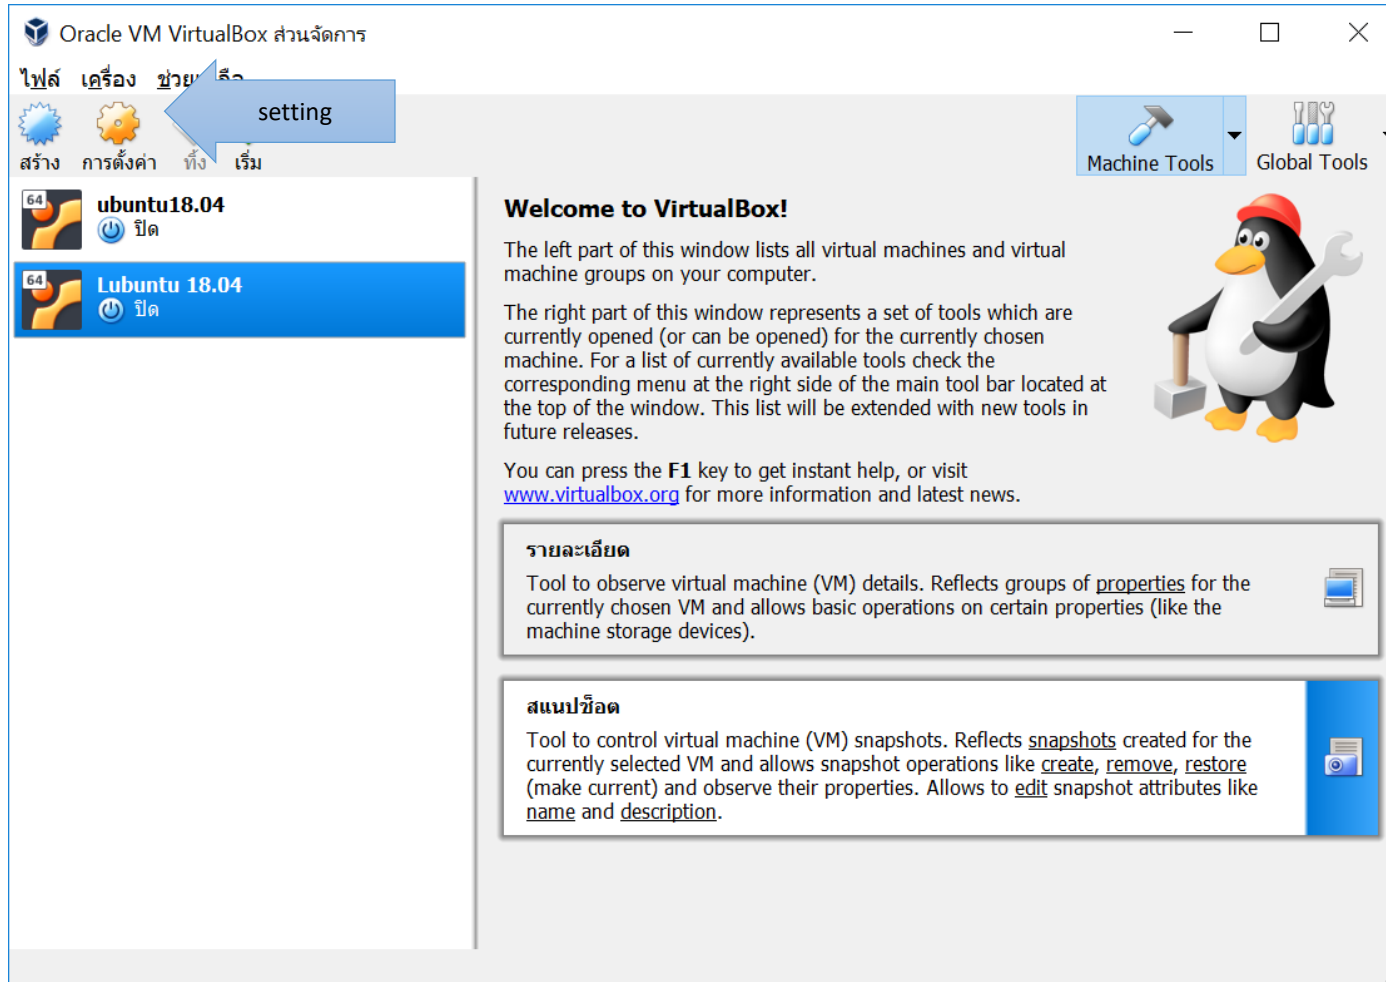 Oracle VM VirtualBox ส่วนจัดการ
ไฟล์ เครื่อง
setting
สร้าง การตั้งค่า ทิ้ง เริ่ม
Machine Tools Global Tools
64
ubuntu18.04
ปิด
64
Lubuntu 18.04
ปิด
Welcome to VirtualBox!
The left part of this window lists all virtual machines and virtual
machine groups on your computer.
The right part of this window represents a set of tools which are
currently opened (or can be opened) for the currently chosen
machine. For a list of currently available tools check the
corresponding menu at the right side of the main tool bar located at
the top of the window. This list will be extended with new tools in
future releases.
You can press the F1 key to get instant help, or visit
www.virtualbox.org for more information and latest news.
รายละเอียด
Tool to observe virtual machine (VM) details. Reflects groups of properties for the
currently chosen VM and allows basic operations on certain properties (like the
machine storage devices).
สแนปช็อต
Tool to control virtual machine (VM) snapshots. Reflects snapshots created for the
currently selected VM and allows snapshot operations like create, remove, restore
(make current) and observe their properties. Allows to edit snapshot attributes like
name and description.